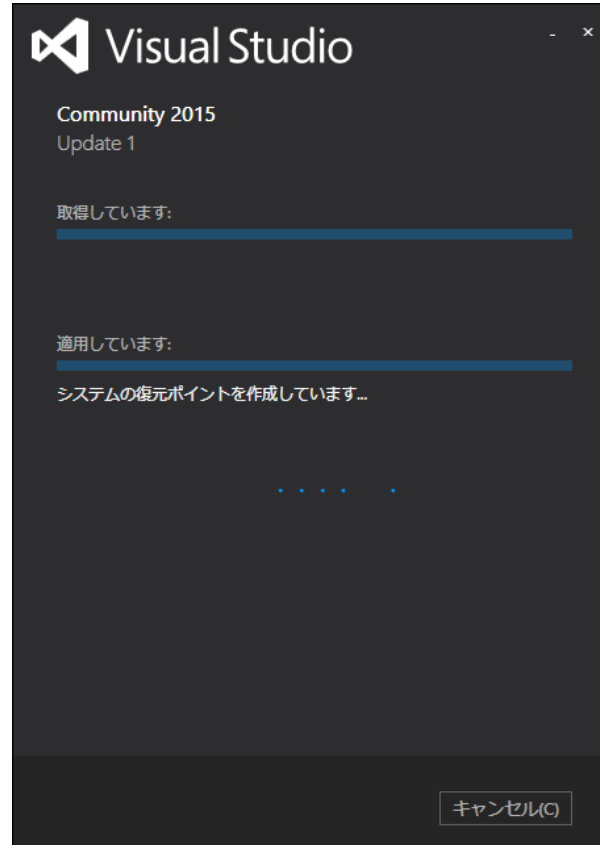 Visual Studio
Community 2015
Update 1
取得しています:
適用しています:
システムの復元ポイントを作成しています...
キャンセル(C)